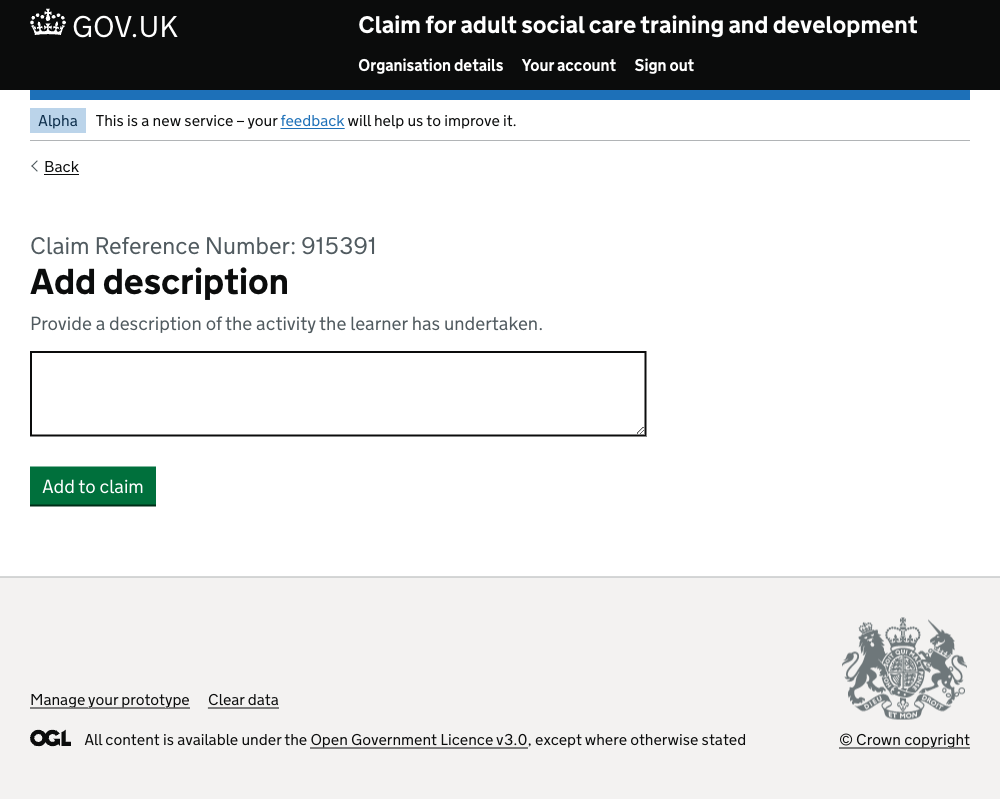 GOV.UK
Claim for adult social care training and development
Organisation details Your account Sign out
Alpha This is a new service – your feedback will help us to improve it.
Back
Claim Reference Number: 915391
Add description
Provide a description of the activity the learner has undertaken.
Add to claim
Manage your prototype Clear data
OGL All content is available under the Open Government Licence v3.0, except where otherwise stated
© Crown copyright